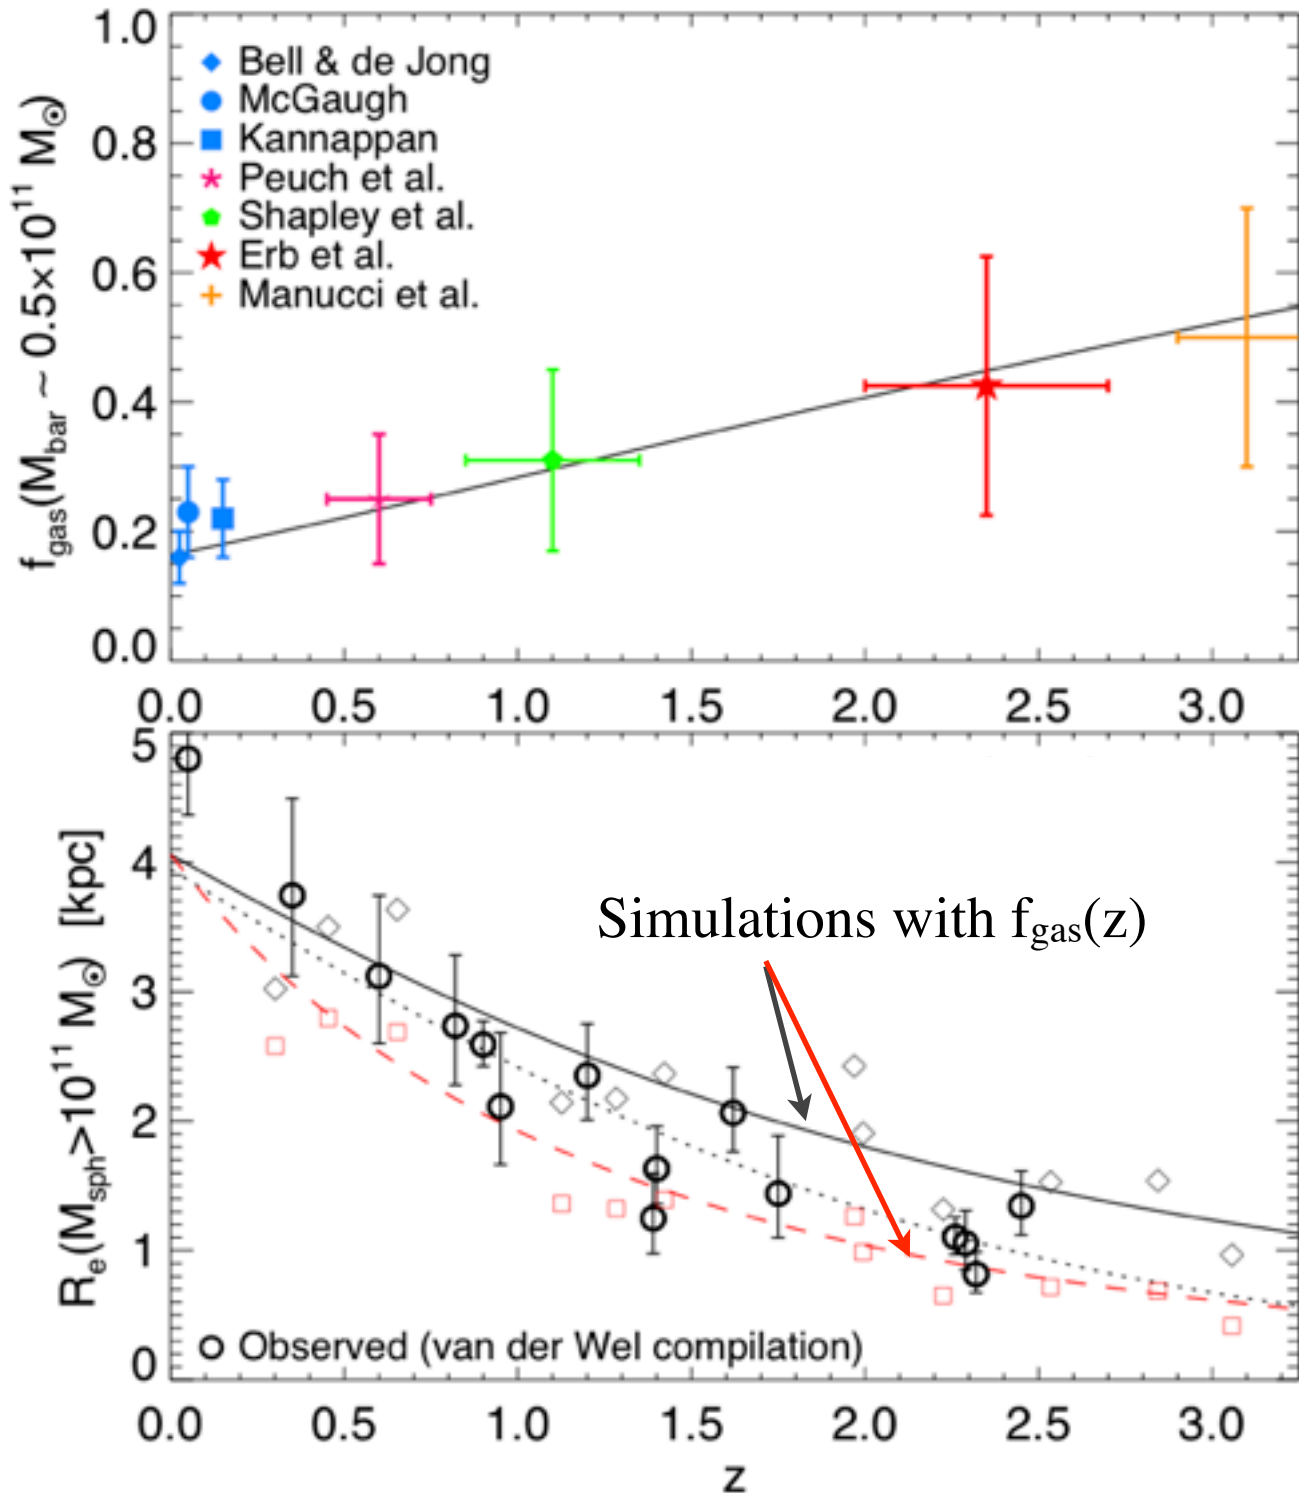 f_gas(M_bar ~ 0.5×10^11 M_⊙)
1.0
0.8
0.6
0.4
0.2
0.0
Bell & de Jong
McGaugh
Kannappan
Peuch et al.
Shapley et al.
Erb et al.
Manucci et al.
0.0 0.5 1.0 1.5 2.0 2.5 3.0
R_e(M_sph>10^11 M_⊙) [kpc]
5
4
3
2
1
0
Simulations with f_gas(z)
Observed (van der Wel compilation)
0.0 0.5 1.0 1.5 2.0 2.5 3.0
z